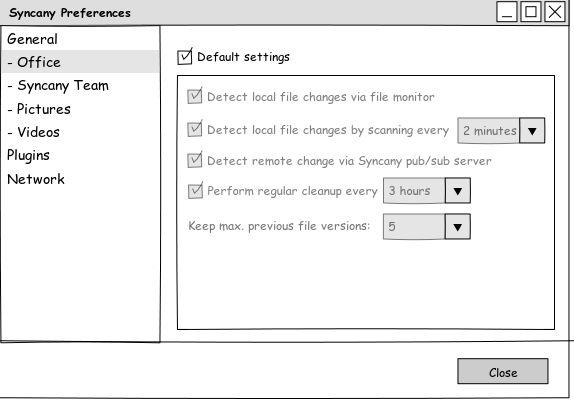 Syncany Preferences
General
- Office
- Syncany Team
- Pictures
- Videos
Plugins
Network
Default settings
Detect local file changes via file monitor
Detect local file changes by scanning every 2 minutes
Detect remote change via Syncany pub/sub server
Perform regular cleanup every 3 hours
Keep max. previous file versions: 5
Close